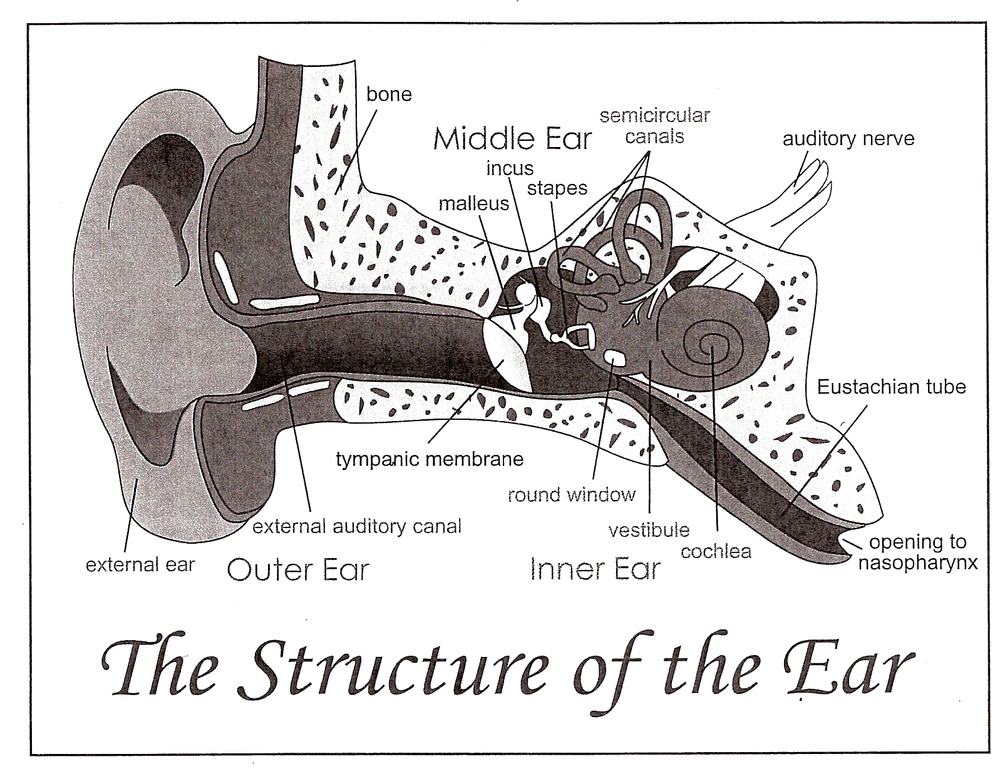 bone
semicircular
canals
Middle Ear
auditory nerve
incus
stapes
malleus
Eustachian tube
tympanic membrane
round window
external auditory canal
vestibule
cochlea
opening to
nasopharynx
external ear
Outer Ear
Inner Ear
The Structure of the Ear